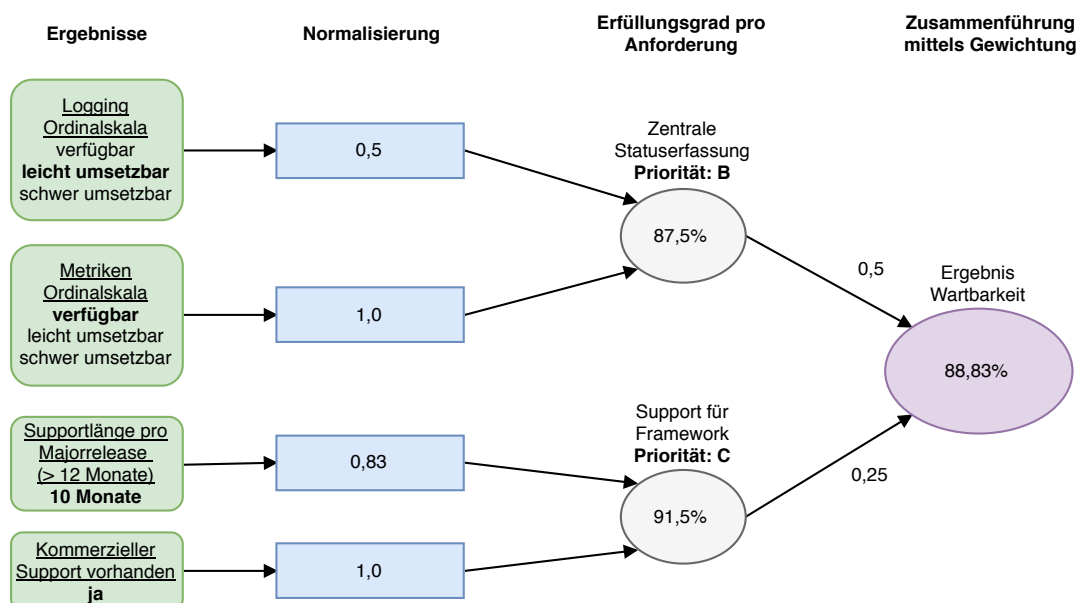 Ergebnisse
Normalisierung
Erfüllungsgrad pro
Anforderung
Zusammenführung
mittels Gewichtung
Logging
Ordinalskala
verfügbar
leicht umsetzbar
schwer umsetzbar
0,5
Zentrale
Statuserfassung
Priorität: B
87,5%
Metriken
Ordinalskala
verfügbar
leicht umsetzbar
schwer umsetzbar
1,0
0,5
Ergebnis
Wartbarkeit
88,83%
Supportlänge pro
Majorrelease
(> 12 Monate)
10 Monate
0,83
Support für
Framework
Priorität: C
91,5%
0,25
Kommerzieller
Support vorhanden
ja
1,0